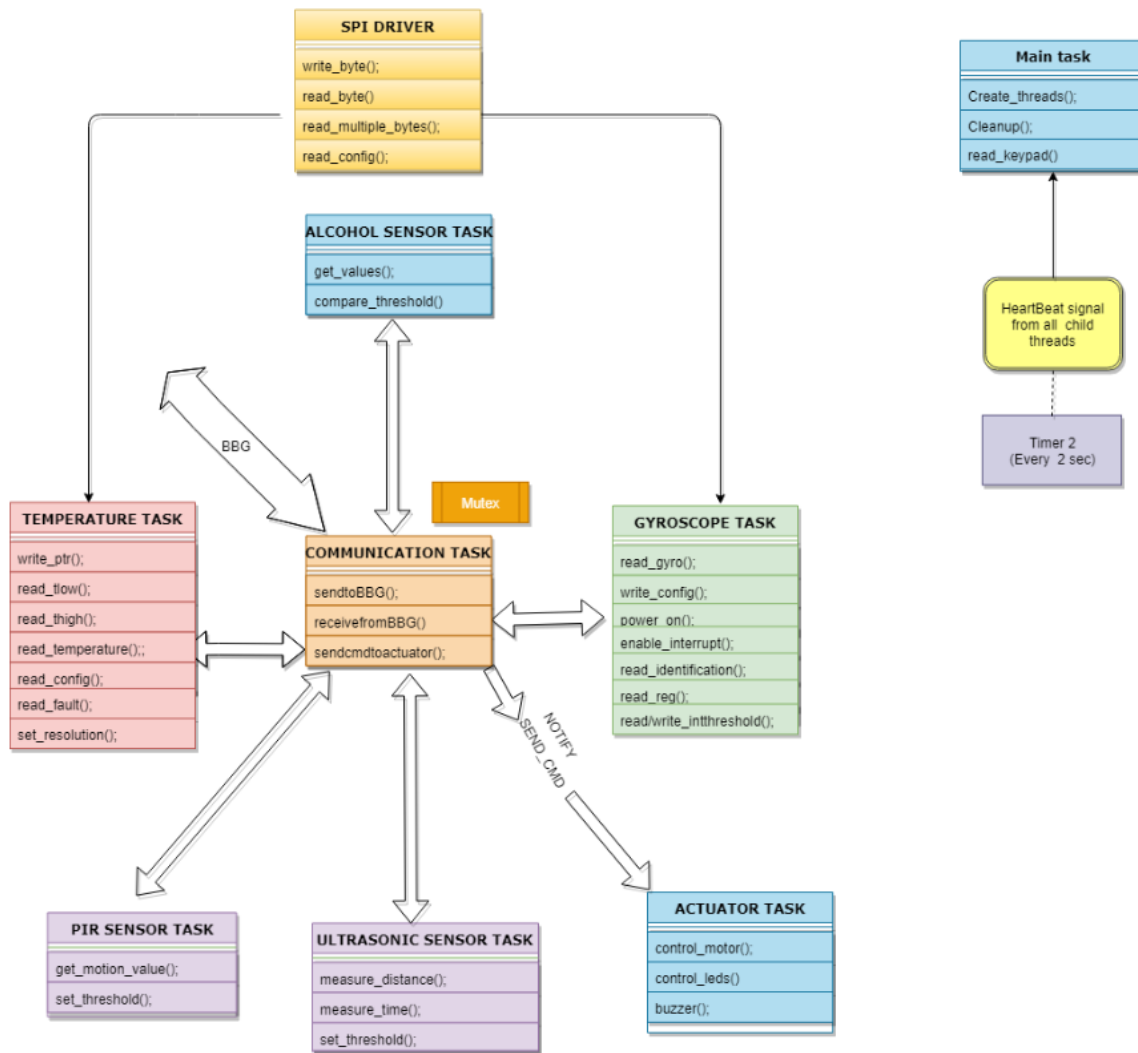 SPI DRIVER
write_byte();
read_byte()
read_multiple_bytes();
read_config();
Main task
Create_threads();
Cleanup();
read_keypad()
ALCOHOL SENSOR TASK
get_values();
compare_threshold()
HeartBeat signal
from all child
threads
Timer 2
(Every 2 sec)
BBG
Mutex
TEMPERATURE TASK
write_ptr();
read_tlow();
read_thigh();
read_temperature();;
read_config();
read_fault();
set_resolution();
COMMUNICATION TASK
sendtoBBG();
receivefromBBG()
sendcmdtoactuator();
GYROSCOPE TASK
read_gyro();
write_config();
power_on();
enable_interrupt();
read_identification();
read_reg();
read/write_intthreshold();
NOTIFY
SEND_CMD
PIR SENSOR TASK
get_motion_value();
set_threshold();
ULTRASONIC SENSOR TASK
measure_distance();
measure_time();
set_threshold();
ACTUATOR TASK
control_motor();
control_leds()
buzzer();